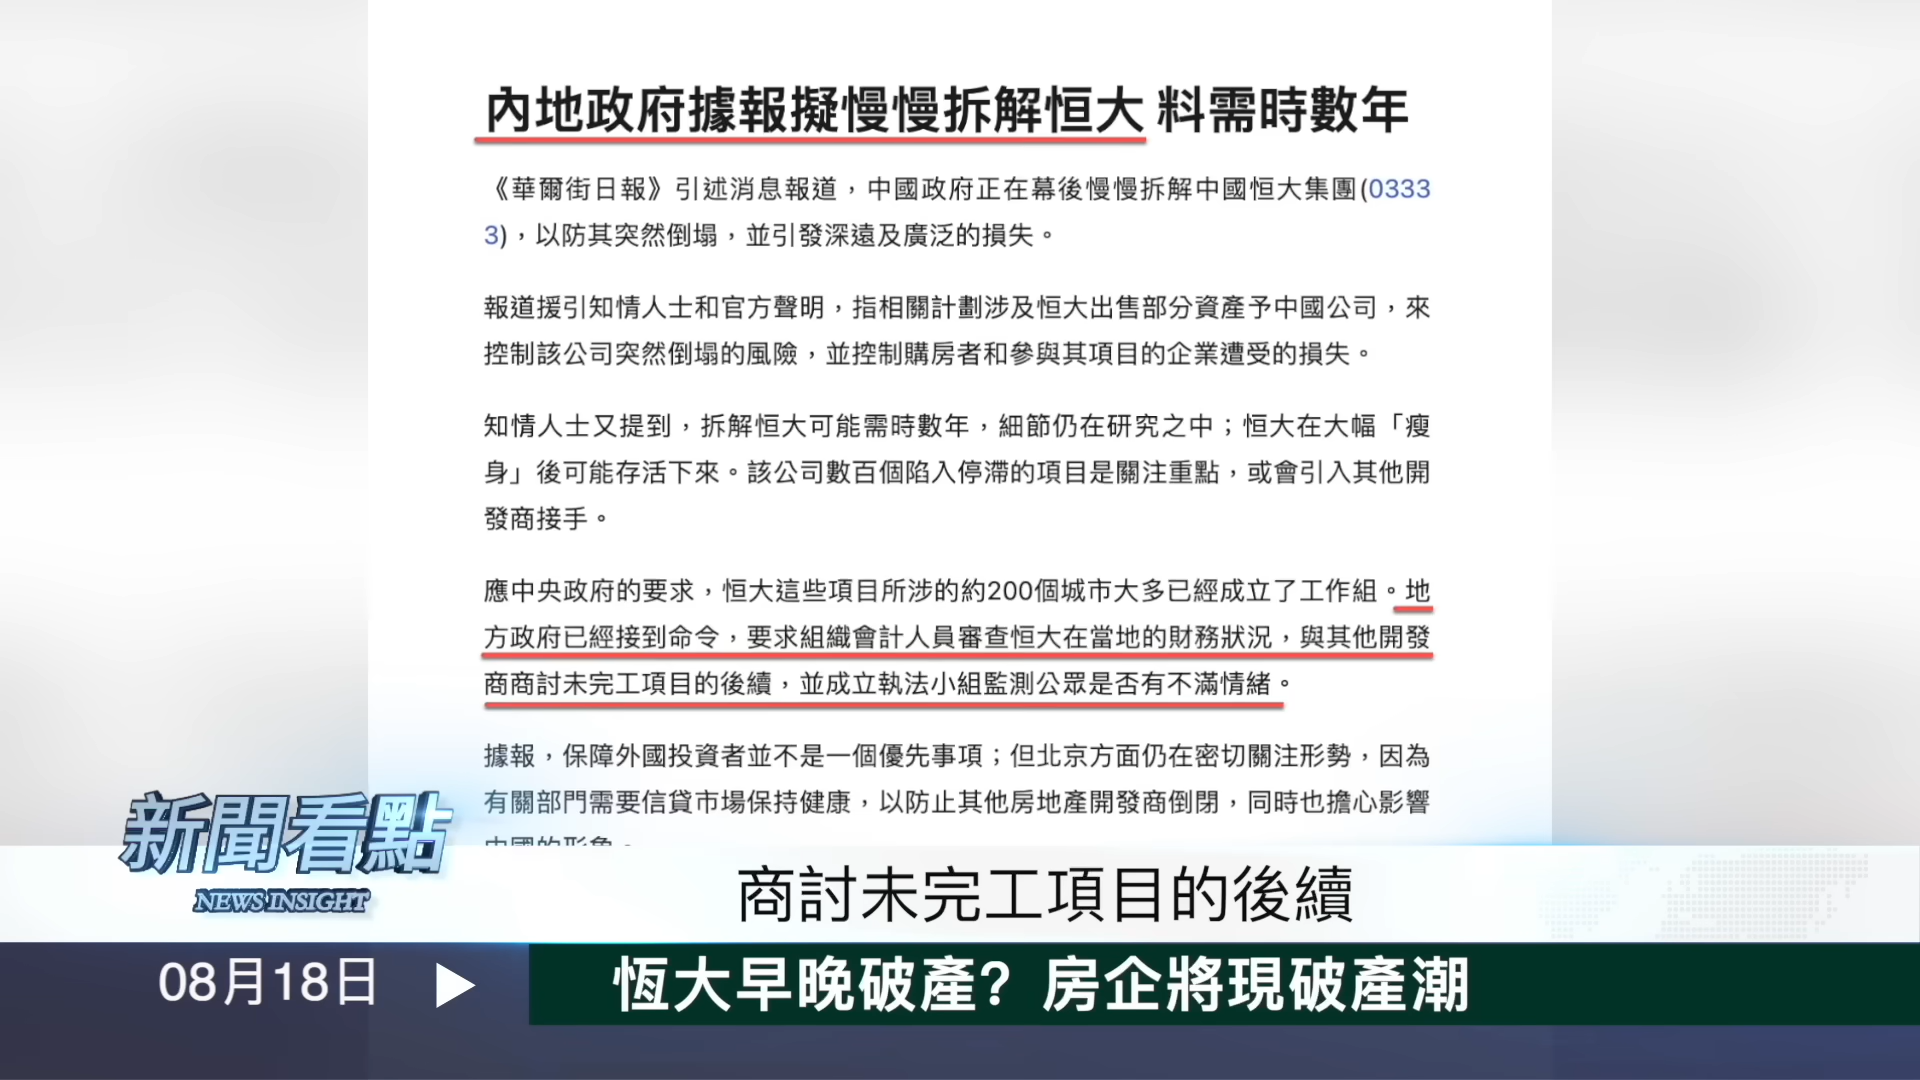 內地政府據報擬慢慢拆解恒大 料需時數年
《華爾街日報》引述消息報道，中國政府正在幕後慢慢拆解中國恒大集團(0333
3)，以防其突然倒塌，並引發深遠及廣泛的損失。
報道援引知情人士和官方聲明，指相關計劃涉及恒大出售部分資產予中國公司，來
控制該公司突然倒塌的風險，並控制購房者和參與其項目的企業遭受的損失。
知情人士又提到，拆解恒大可能需時數年，細節仍在研究之中；恒大在大幅「瘦
身」後可能存活下來。該公司數百個陷入停滯的項目是關注重點，或會引入其他開
發商接手。
應中央政府的要求，恒大這些項目所涉的約200個城市大多已經成立了工作組。地
方政府已經接到命令，要求組織會計人員審查恒大在當地的財務狀況，與其他開發
商商討未完工項目的後續，並成立執法小組監測公眾是否有不滿情緒。
據報，保障外國投資者並不是一個優先事項；但北京方面仍在密切關注形勢，因為
有關部門需要信貸市場保持健康，以防止其他房地產開發商倒閉，同時也擔心影響
中國的形象。
新聞看點
NEWS INSIGHT
商討未完工項目的後續
08月18日
恆大早晚破產？房企將現破產潮